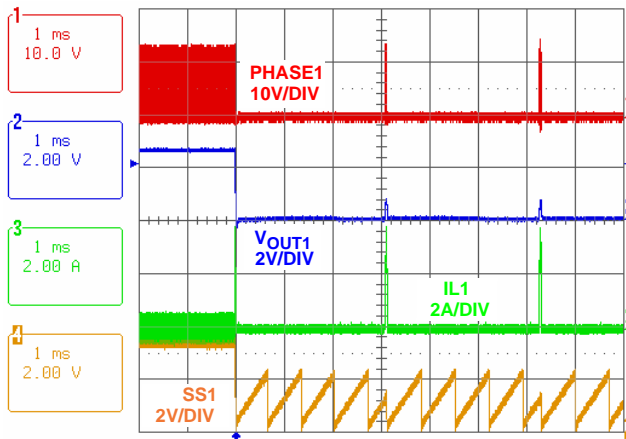 1
1 ms
10.0 V
2
1 ms
2.00 V
3
1 ms
2.00 A
4
1 ms
2.00 V
PHASE1
10V/DIV
VOUT1
2V/DIV
IL1
2A/DIV
SS1
2V/DIV